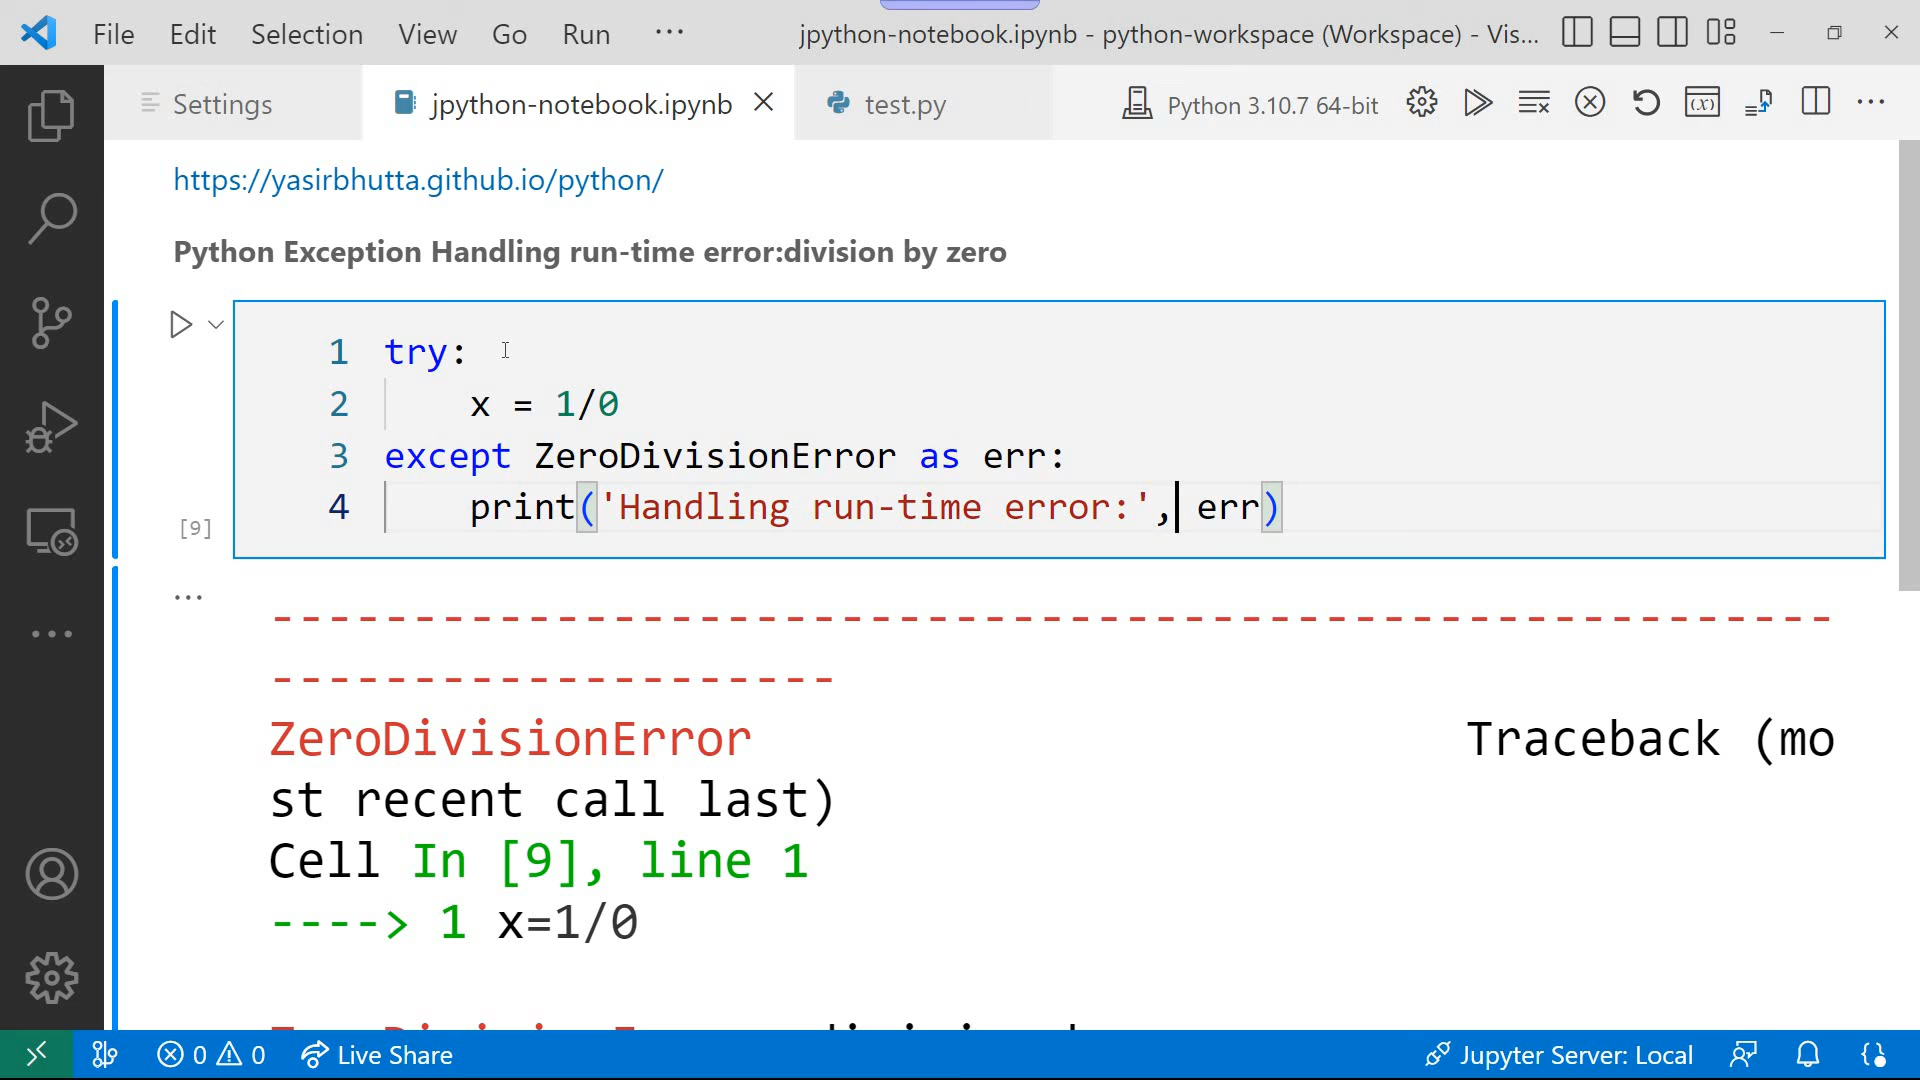 File Edit Selection View Go Run ... jpython-notebook.ipynb - python-workspace (Workspace) - Vis...
Settings jpython-notebook.ipynb test.py Python 3.10.7 64-bit
https://yasirbhutta.github.io/python/
Python Exception Handling run-time error:division by zero
1 try:
2 x = 1/0
3 except ZeroDivisionError as err:
4 print('Handling run-time error:', err)
[9]
...
----------------------------------------------------------------------------
ZeroDivisionError Traceback (mo
st recent call last)
Cell In [9], line 1
----> 1 x=1/0
0 0 Live Share Jupyter Server: Local